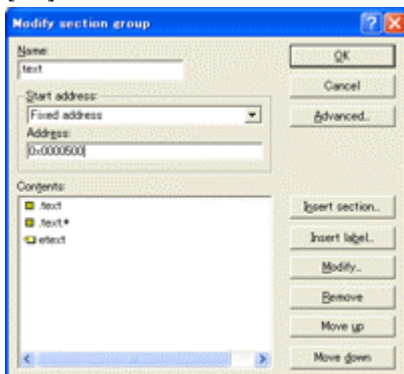 Modify section group
Name:
.text
OK
Cancel
Advanced..
Start address:
Fixed address
Address:
0x0000500
Contents:
.text
.text*
etext
Insert section..
Insert label..
Modify..
Remove
Move up
Move down